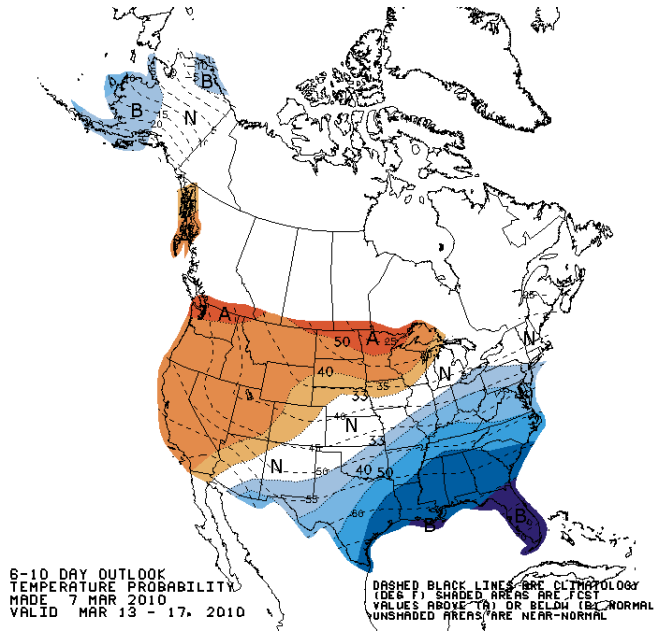 B
B
N
A
A
50
25
N
N
40
35
33
40
N
33
45
N
50
40
50
55
60
B
B
6-10 DAY OUTLOOK
TEMPERATURE PROBABILITY
MADE 7 MAR 2010
VALID MAR 13 - 17, 2010
DASHED BLACK LINES ARE CLIMATOLOGY
(DEG F) SHADED AREAS ARE FCST
VALUES ABOVE (A) OR BELOW (B) NORMAL
UNSHADED AREAS ARE NEAR-NORMAL